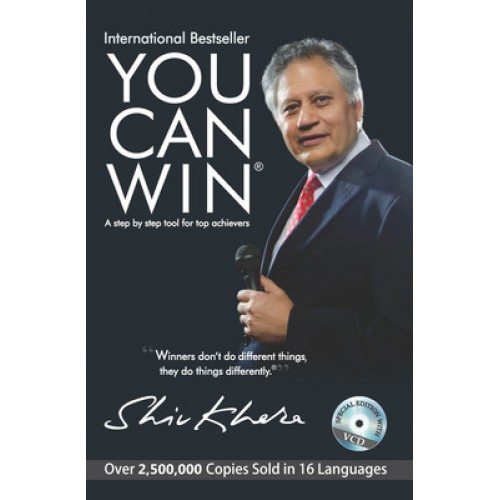 International Bestseller
YOU
CAN
WIN®
A step by step tool for top achievers
“Winners don't do different things,
they do things differently.®”
Shiv Khera
SPECIAL EDITION WITH
VCD
Over 2,500,000 Copies Sold in 16 Languages